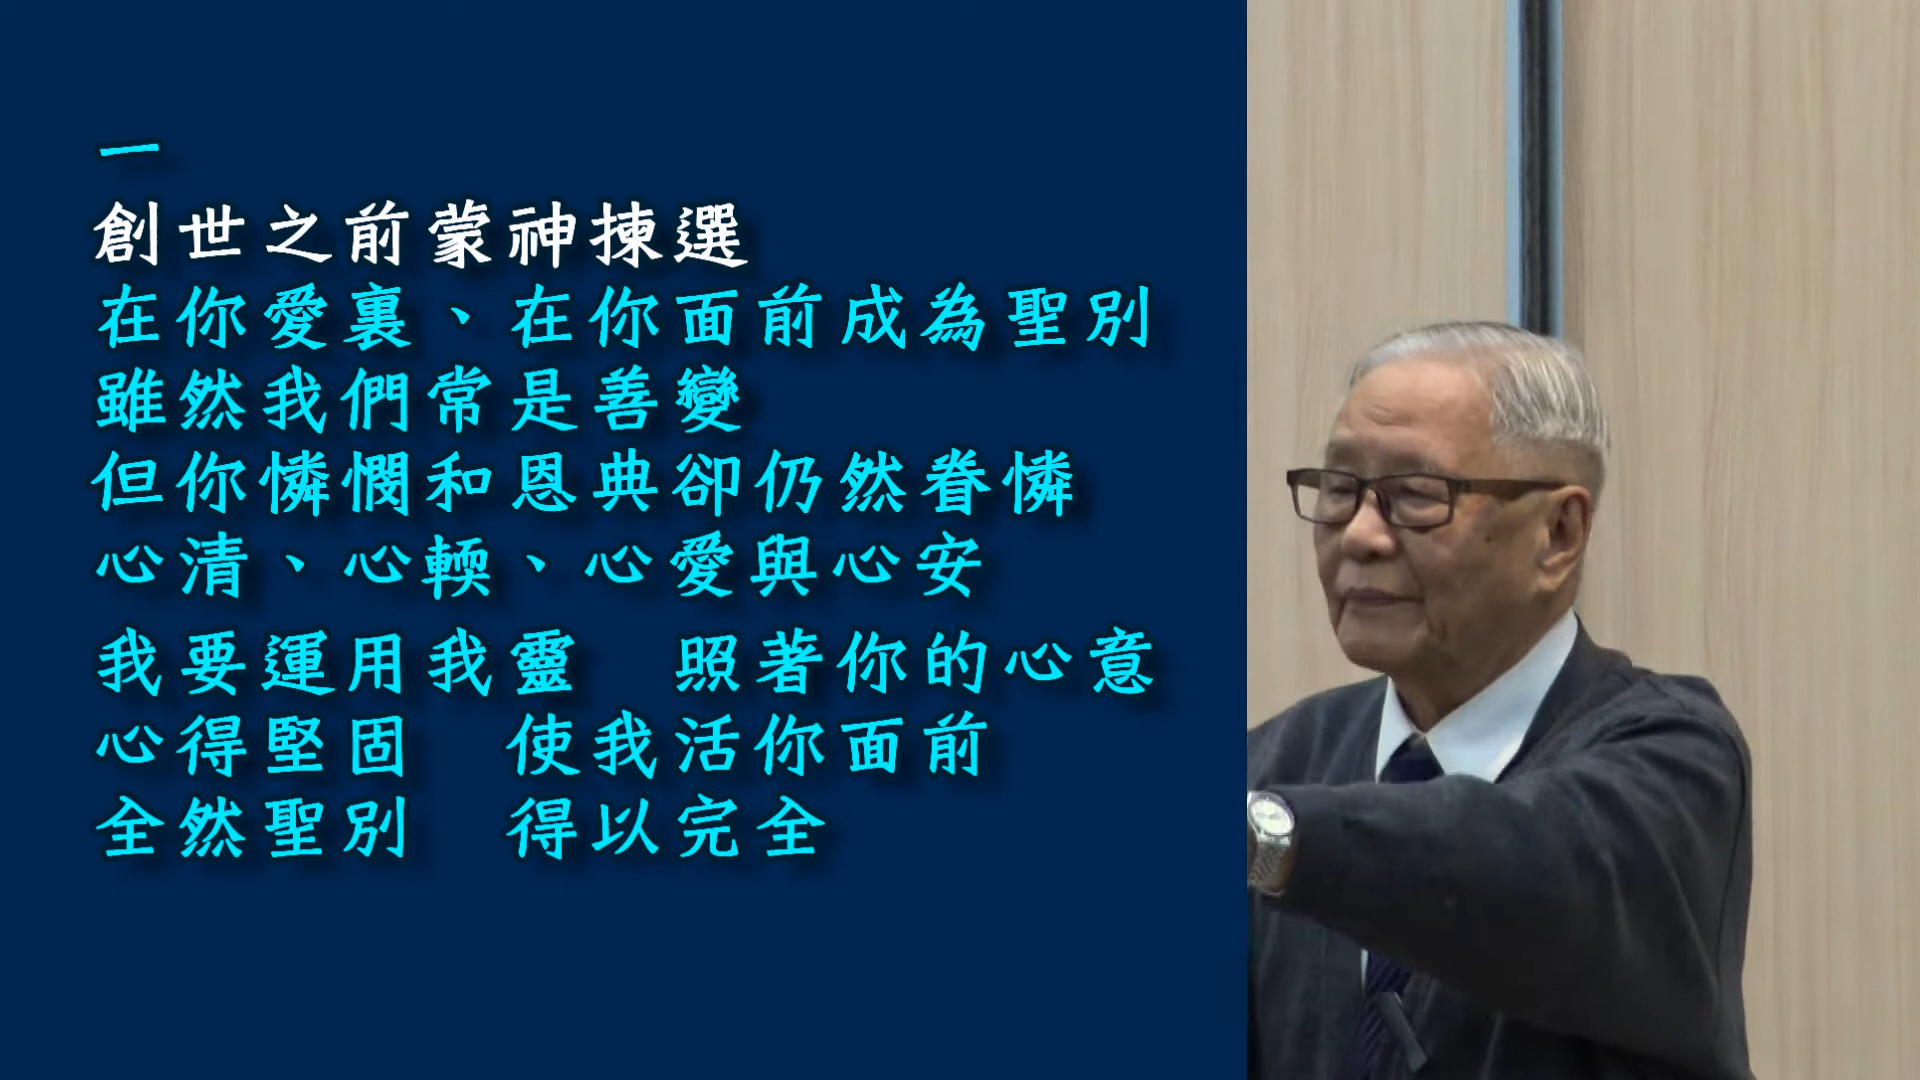 一
創世之前蒙神揀選
在你愛裏、在你面前成為聖別
雖然我們常是善變
但你憐憫和恩典卻仍然眷憐
心清、心輭、心愛與心安
我要運用我靈　照著你的心意
心得堅固　使我活你面前
全然聖別　得以完全